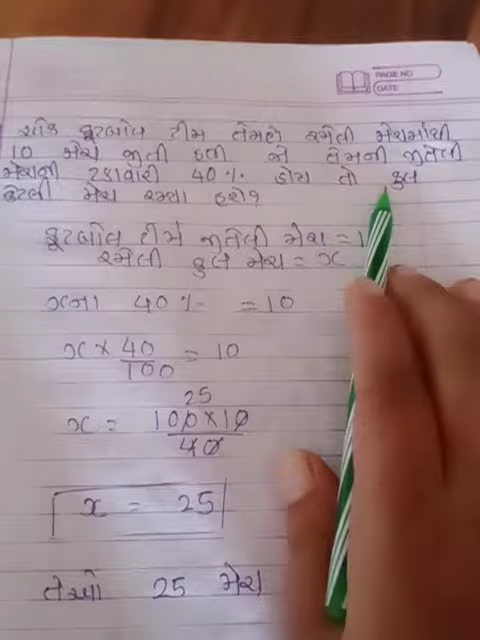 PAGE NO
DATE
એક ફૂટબોલ ટીમ તેમણે રમેલી મેચમાંથી
10 મેચ જીતી હતી જો તેમની જીતેલી
મેચની ટકાવારી 40 % હોય તો કુલ
કેટલી મેચ રમ્યા હશે?
ફૂટબોલ ટીમે જીતેલી મેચ = 1
રમેલી કુલ મેચ = x
xના 40 % = 10
x × 40/100 = 10
25
x = 100×10/40
x = 25
તેઓ 25 મેચ